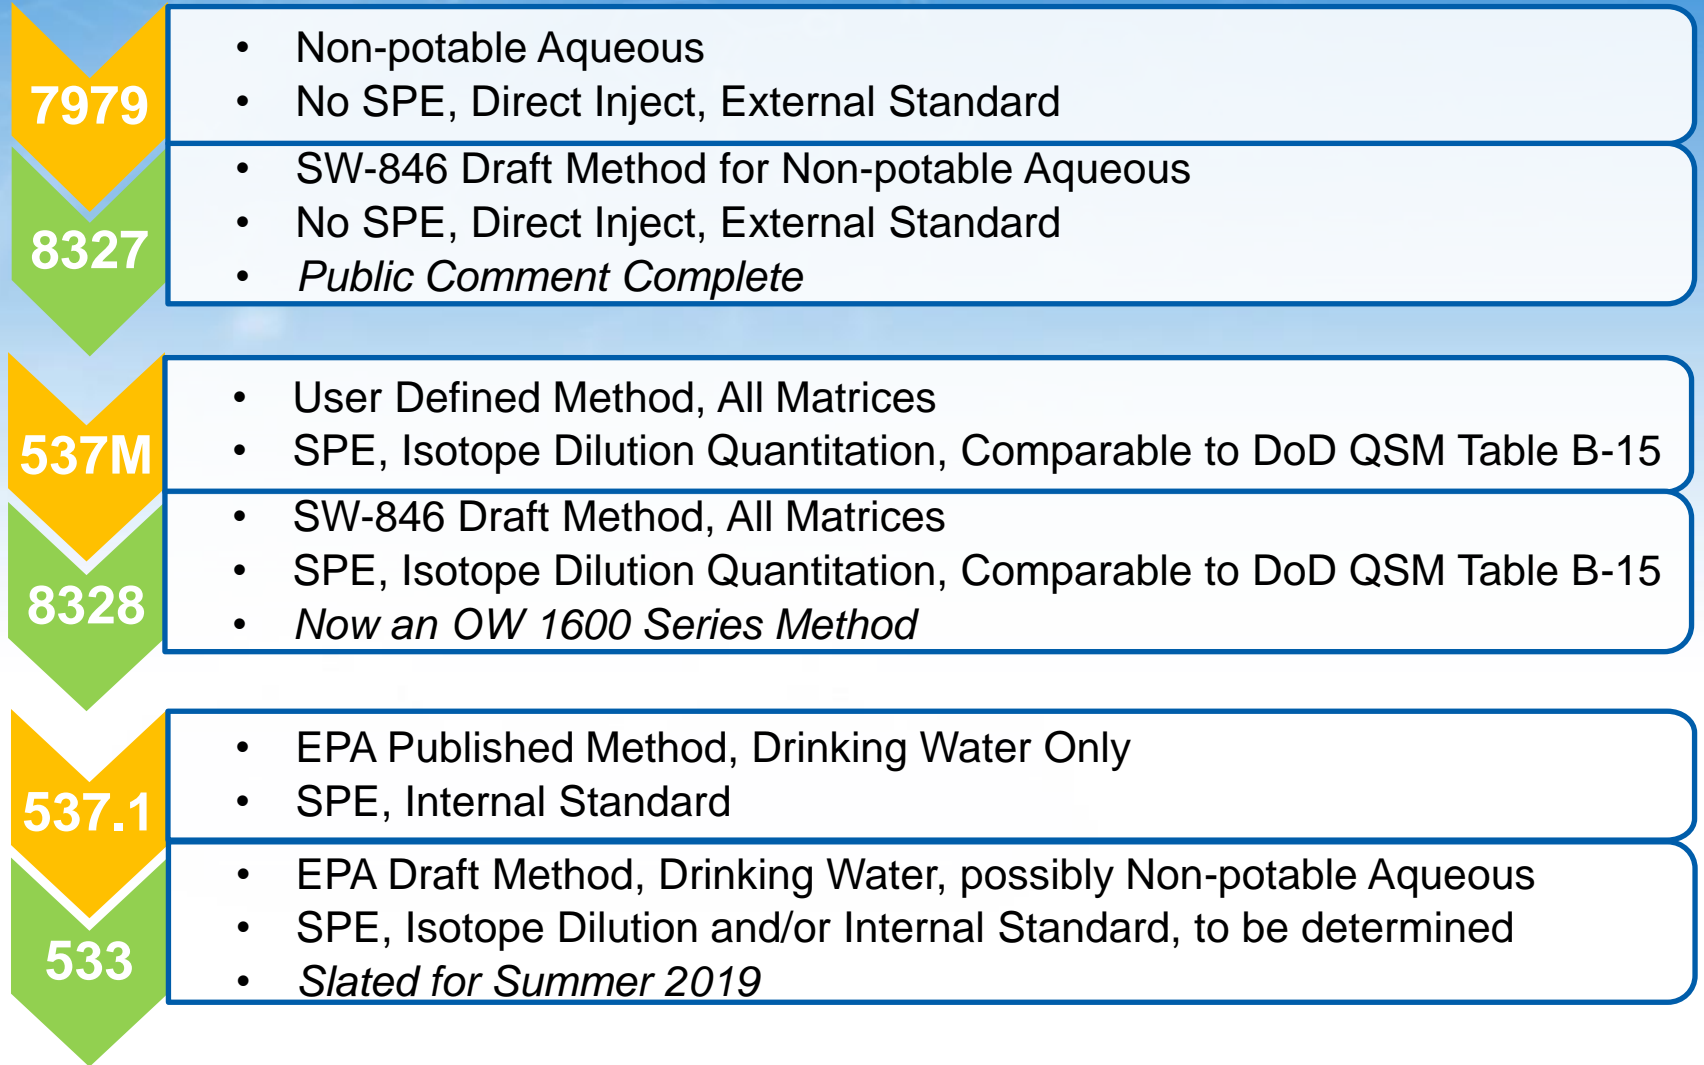 7979
• Non-potable Aqueous
• No SPE, Direct Inject, External Standard
8327
• SW-846 Draft Method for Non-potable Aqueous
• No SPE, Direct Inject, External Standard
• Public Comment Complete
537M
• User Defined Method, All Matrices
• SPE, Isotope Dilution Quantitation, Comparable to DoD QSM Table B-15
8328
• SW-846 Draft Method, All Matrices
• SPE, Isotope Dilution Quantitation, Comparable to DoD QSM Table B-15
• Now an OW 1600 Series Method
537.1
• EPA Published Method, Drinking Water Only
• SPE, Internal Standard
533
• EPA Draft Method, Drinking Water, possibly Non-potable Aqueous
• SPE, Isotope Dilution and/or Internal Standard, to be determined
• Slated for Summer 2019